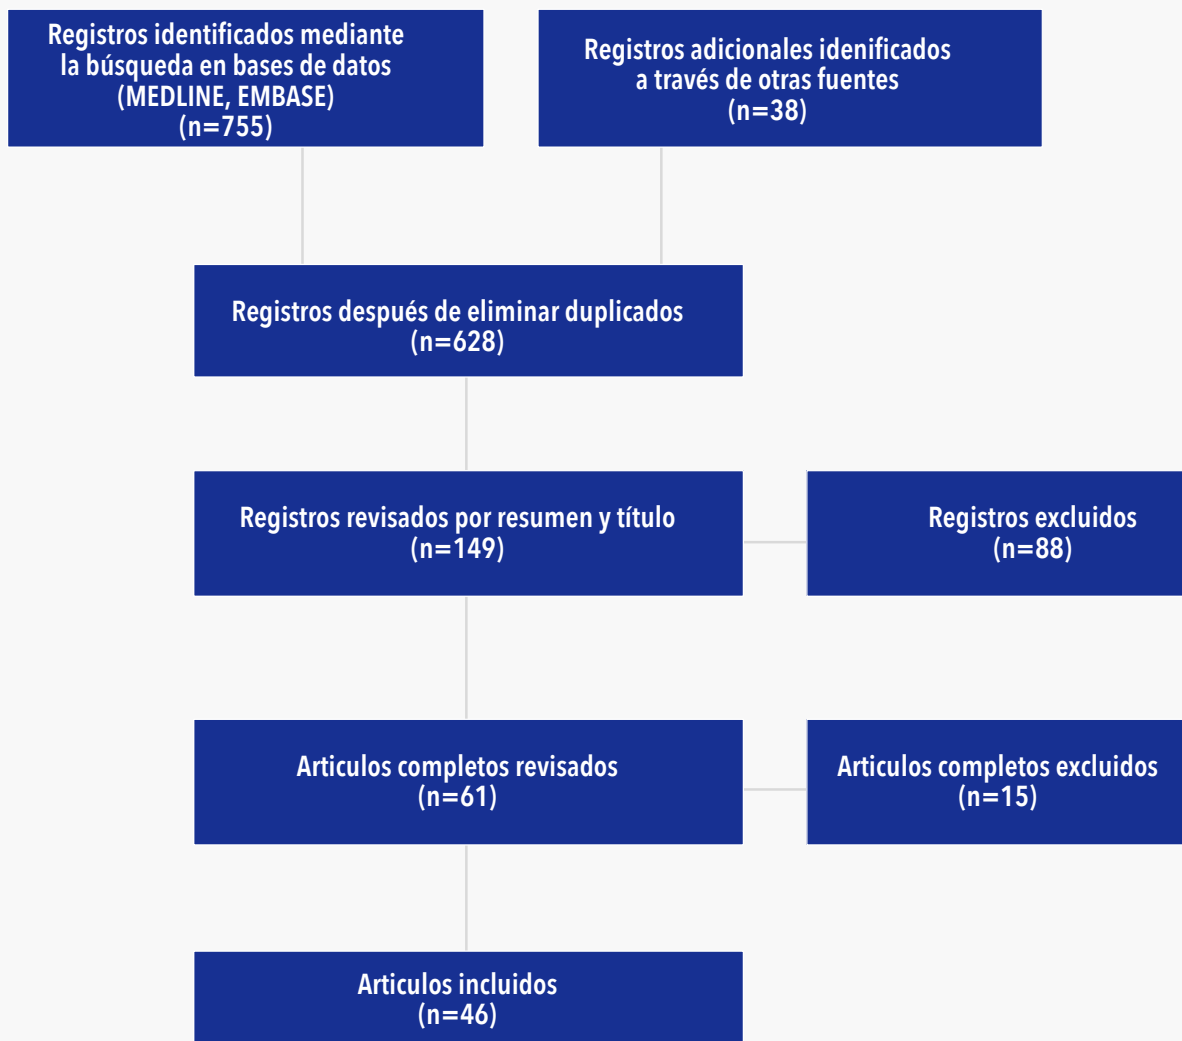 Registros identificados mediante
la búsqueda en bases de datos
(MEDLINE, EMBASE)
(n=755)
Registros adicionales idenificados
a través de otras fuentes
(n=38)
Registros después de eliminar duplicados
(n=628)
Registros revisados por resumen y título
(n=149)
Registros excluidos
(n=88)
Articulos completos revisados
(n=61)
Articulos completos excluidos
(n=15)
Articulos incluidos
(n=46)